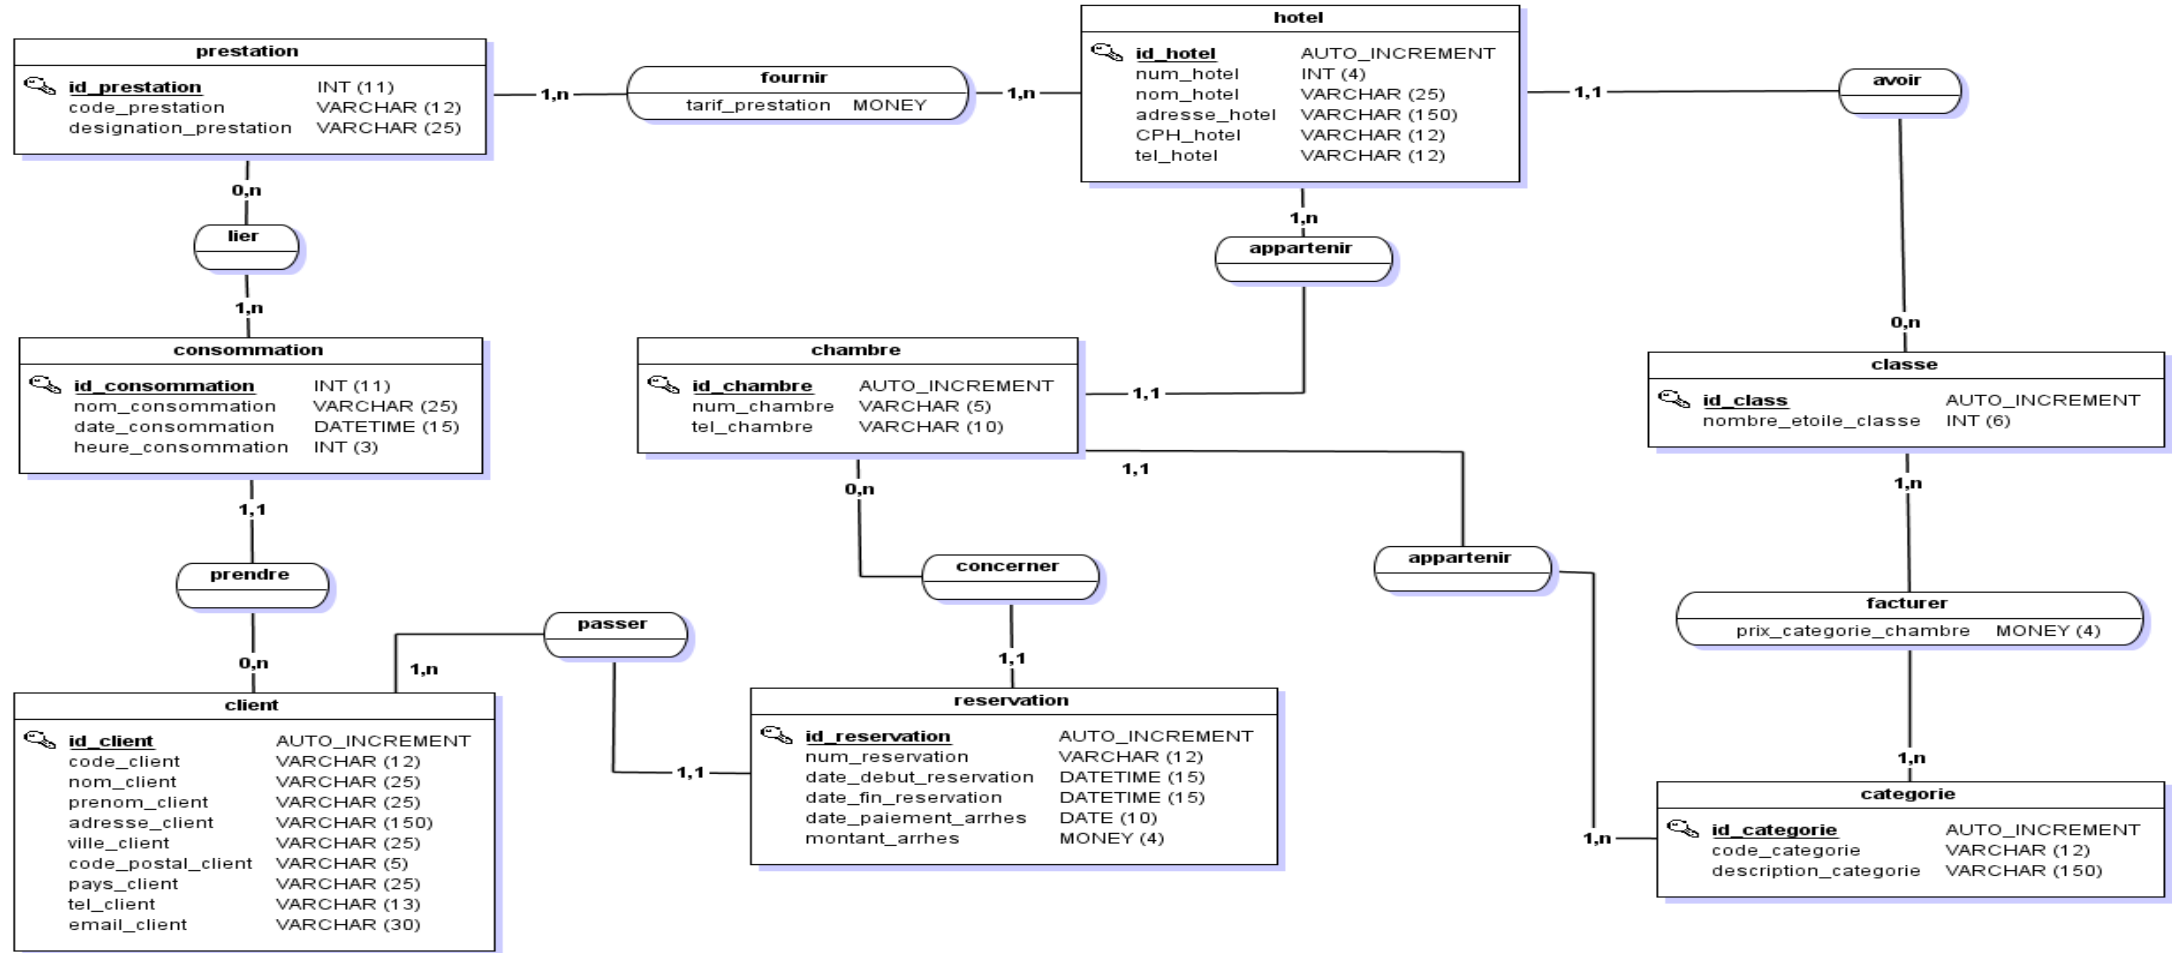 prestation
id_prestation INT (11)
code_prestation VARCHAR (12)
designation_prestation VARCHAR (25)
1,n
fournir
tarif_prestation MONEY
1,n
hotel
id_hotel AUTO_INCREMENT
num_hotel INT (4)
nom_hotel VARCHAR (25)
adresse_hotel VARCHAR (150)
CPH_hotel VARCHAR (12)
tel_hotel VARCHAR (12)
1,1
avoir
0,n
lier
1,n
1,n
appartenir
1,1
0,n
consommation
id_consommation INT (11)
nom_consommation VARCHAR (25)
date_consommation DATETIME (15)
heure_consommation INT (3)
chambre
id_chambre AUTO_INCREMENT
num_chambre VARCHAR (5)
tel_chambre VARCHAR (10)
classe
id_class AUTO_INCREMENT
nombre_etoile_classe INT (6)
1,1
prendre
0,n
0,n
concerner
1,1
1,1
appartenir
1,n
1,n
facturer
prix_categorie_chambre MONEY (4)
1,n
passer
1,n
1,1
client
id_client AUTO_INCREMENT
code_client VARCHAR (12)
nom_client VARCHAR (25)
prenom_client VARCHAR (25)
adresse_client VARCHAR (150)
ville_client VARCHAR (25)
code_postal_client VARCHAR (5)
pays_client VARCHAR (25)
tel_client VARCHAR (13)
email_client VARCHAR (30)
reservation
id_reservation AUTO_INCREMENT
num_reservation VARCHAR (12)
date_debut_reservation DATETIME (15)
date_fin_reservation DATETIME (15)
date_paiement_arrhes DATE (10)
montant_arrhes MONEY (4)
categorie
id_categorie AUTO_INCREMENT
code_categorie VARCHAR (12)
description_categorie VARCHAR (150)